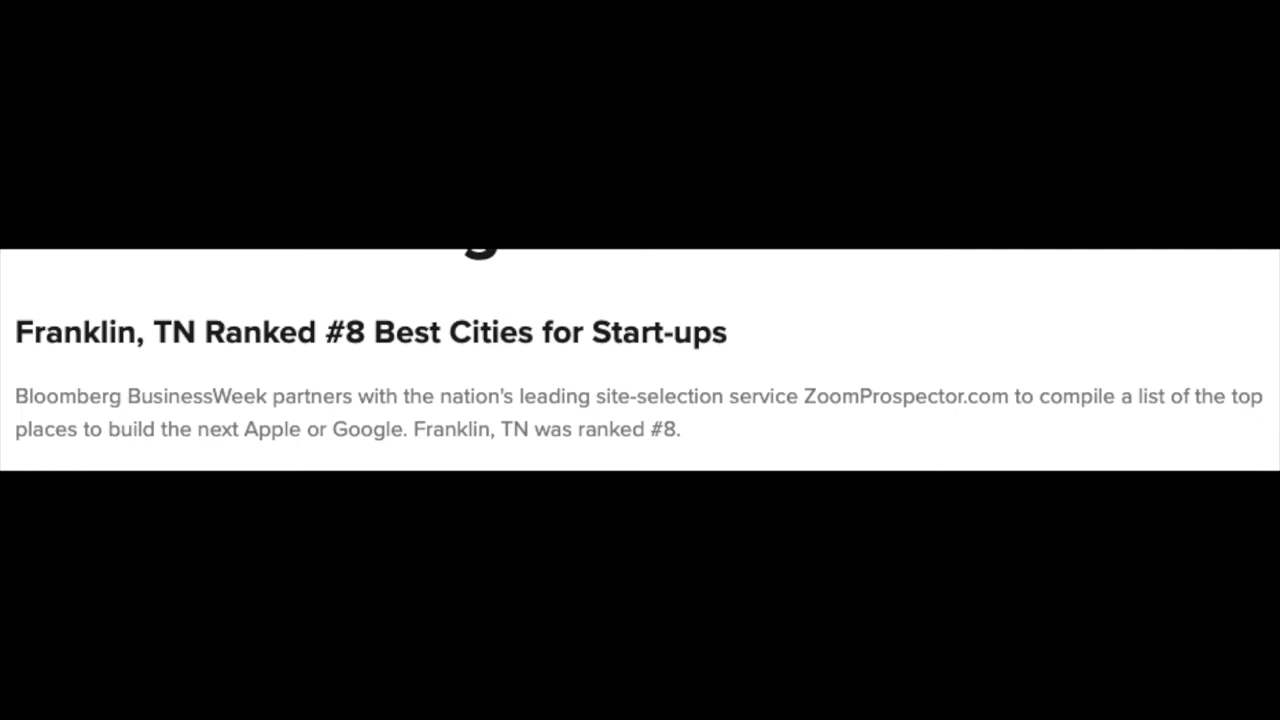 Franklin, TN Ranked #8 Best Cities for Start-ups
Bloomberg BusinessWeek partners with the nation's leading site-selection service ZoomProspector.com to compile a list of the top
places to build the next Apple or Google. Franklin, TN was ranked #8.